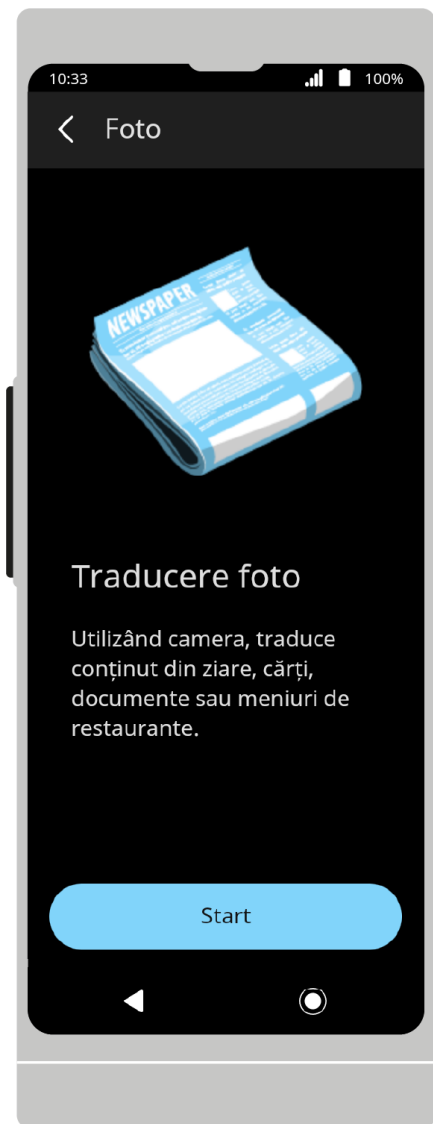 10:33
100%
Foto
NEWSPAPER
Traducere foto
Utilizând camera, traduce
conținut din ziare, cărți,
documente sau meniuri de
restaurante.
Start